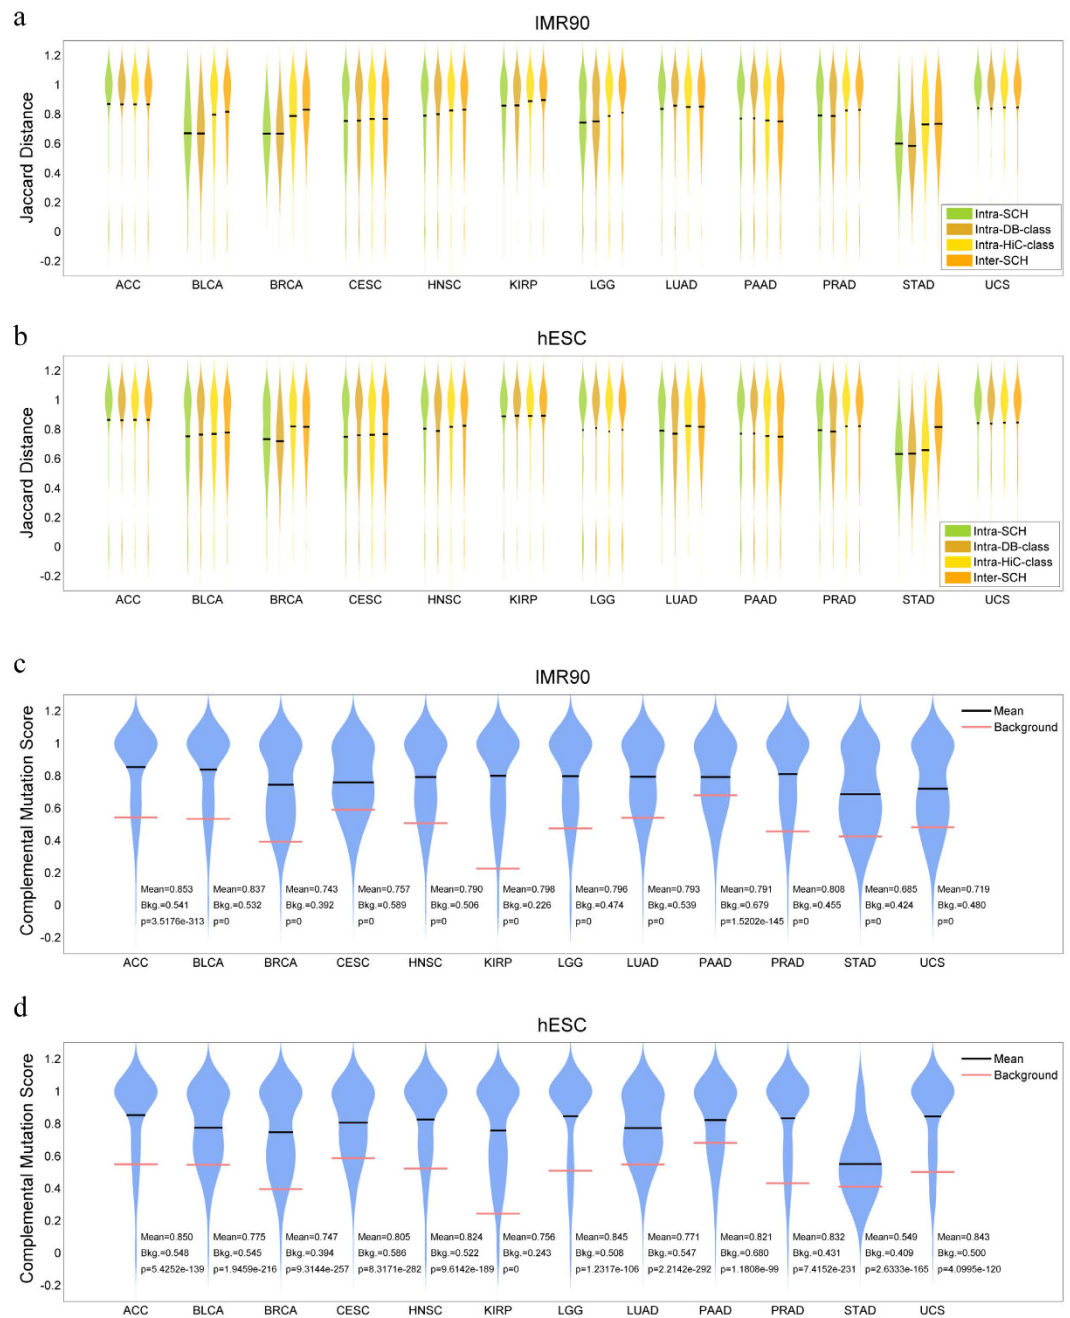 a
IMR90
Jaccard Distance
1.2
1
0.8
0.6
0.4
0.2
0
-0.2
Intra-SCH
Intra-DB-class
Intra-HiC-class
Inter-SCH
ACC BLCA BRCA CESC HNSC KIRP LGG LUAD PAAD PRAD STAD UCS
b
hESC
Jaccard Distance
1.2
1
0.8
0.6
0.4
0.2
0
-0.2
Intra-SCH
Intra-DB-class
Intra-HiC-class
Inter-SCH
ACC BLCA BRCA CESC HNSC KIRP LGG LUAD PAAD PRAD STAD UCS
c
IMR90
Complemental Mutation Score
1.2
1
0.8
0.6
0.4
0.2
0
-0.2
Mean
Background
Mean=0.853 Mean=0.837 Mean=0.743 Mean=0.757 Mean=0.790 Mean=0.798 Mean=0.796 Mean=0.793 Mean=0.791 Mean=0.808 Mean=0.685 Mean=0.719
Bkg.=0.541 Bkg.=0.532 Bkg.=0.392 Bkg.=0.589 Bkg.=0.506 Bkg.=0.226 Bkg.=0.474 Bkg.=0.539 Bkg.=0.679 Bkg.=0.455 Bkg.=0.424 Bkg.=0.480
p=3.5176e-313 p=0 p=0 p=0 p=0 p=0 p=0 p=0 p=1.5202e-145 p=0 p=0 p=0
ACC BLCA BRCA CESC HNSC KIRP LGG LUAD PAAD PRAD STAD UCS
d
hESC
Complemental Mutation Score
1.2
1
0.8
0.6
0.4
0.2
0
-0.2
Mean
Background
Mean=0.850 Mean=0.775 Mean=0.747 Mean=0.805 Mean=0.824 Mean=0.756 Mean=0.845 Mean=0.771 Mean=0.821 Mean=0.832 Mean=0.549 Mean=0.843
Bkg.=0.548 Bkg.=0.545 Bkg.=0.394 Bkg.=0.586 Bkg.=0.522 Bkg.=0.243 Bkg.=0.508 Bkg.=0.547 Bkg.=0.680 Bkg.=0.431 Bkg.=0.409 Bkg.=0.500
p=5.4252e-139 p=1.9459e-216 p=9.3144e-257 p=8.3171e-282 p=9.6142e-189 p=0 p=1.2317e-106 p=2.2142e-292 p=1.1808e-99 p=7.4152e-231 p=2.6333e-165 p=4.0995e-120
ACC BLCA BRCA CESC HNSC KIRP LGG LUAD PAAD PRAD STAD UCS